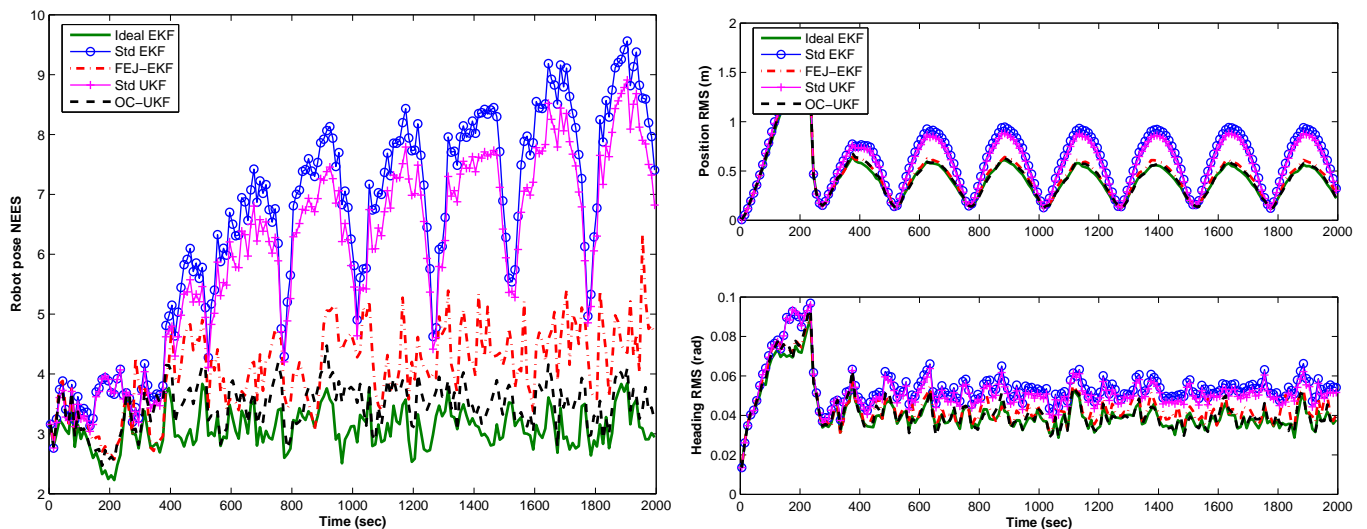 10
9
8
7
6
5
4
3
2
Robot pose NEES
Ideal EKF
Std EKF
FEJ−EKF
Std UKF
OC−UKF
0 200 400 600 800 1000 1200 1400 1600 1800 2000
Time (sec)
2
1.5
1
0.5
0
Position RMS (m)
Ideal EKF
Std EKF
FEJ−EKF
Std UKF
OC−UKF
0 200 400 600 800 1000 1200 1400 1600 1800 2000
0.1
0.08
0.06
0.04
0.02
0
Heading RMS (rad)
0 200 400 600 800 1000 1200 1400 1600 1800 2000
Time (sec)